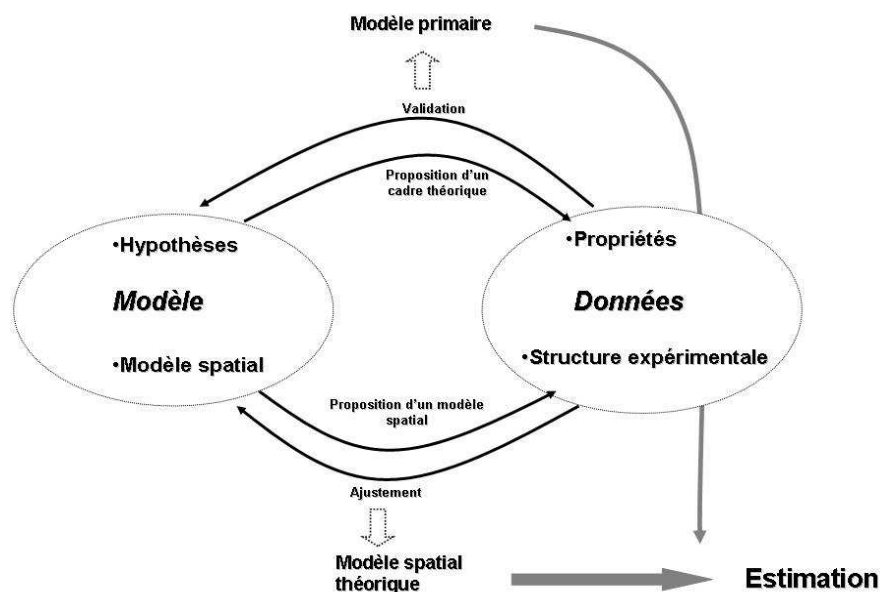 Modèle primaire
Validation
Proposition d'un
cadre théorique
•Hypothèses
Modèle
•Modèle spatial
•Propriétés
Données
•Structure expérimentale
Proposition d'un modèle
spatial
Ajustement
Modèle spatial
théorique
Estimation